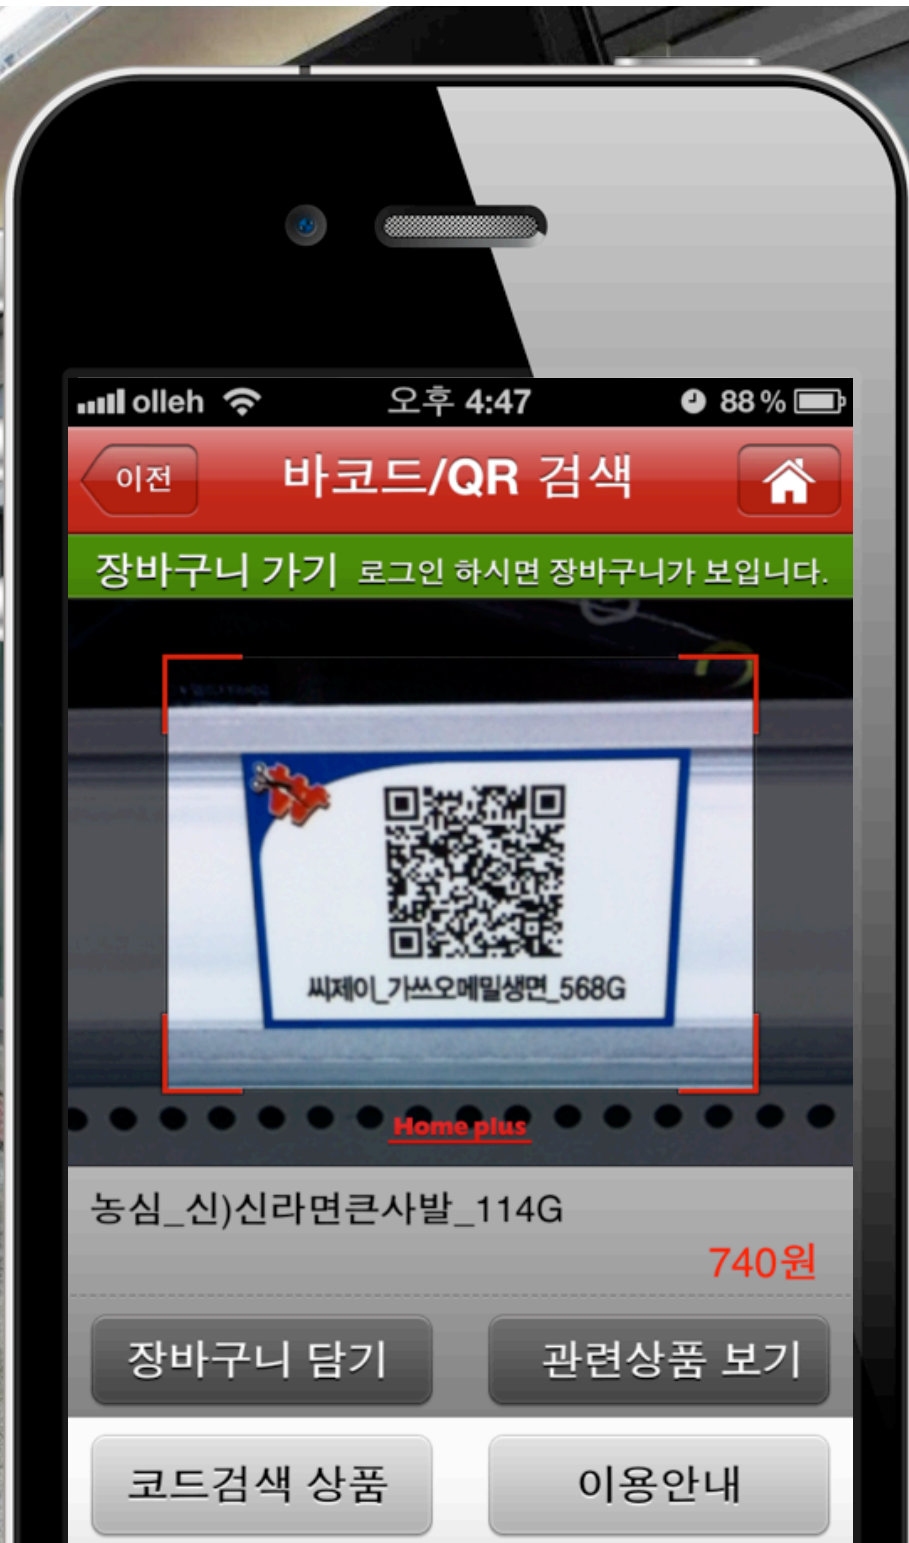 olleh 오후 4:47 88%
이전 바코드/QR 검색
장바구니 가기 로그인 하시면 장바구니가 보입니다.
씨제이_가쓰오메밀생면_568G
Home plus
농심_신)신라면큰사발_114G
740원
장바구니 담기 관련상품 보기
코드검색 상품 이용안내